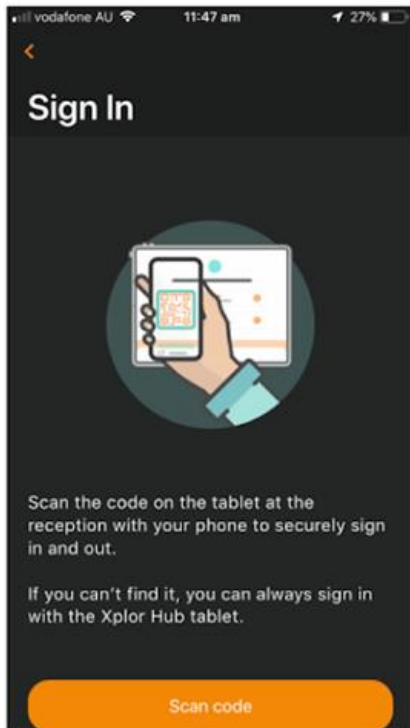 vodafone AU
11:47 am
27%
Sign In
Scan the code on the tablet at the
reception with your phone to securely sign
in and out.
If you can’t find it, you can always sign in
with the Xplor Hub tablet.
Scan code